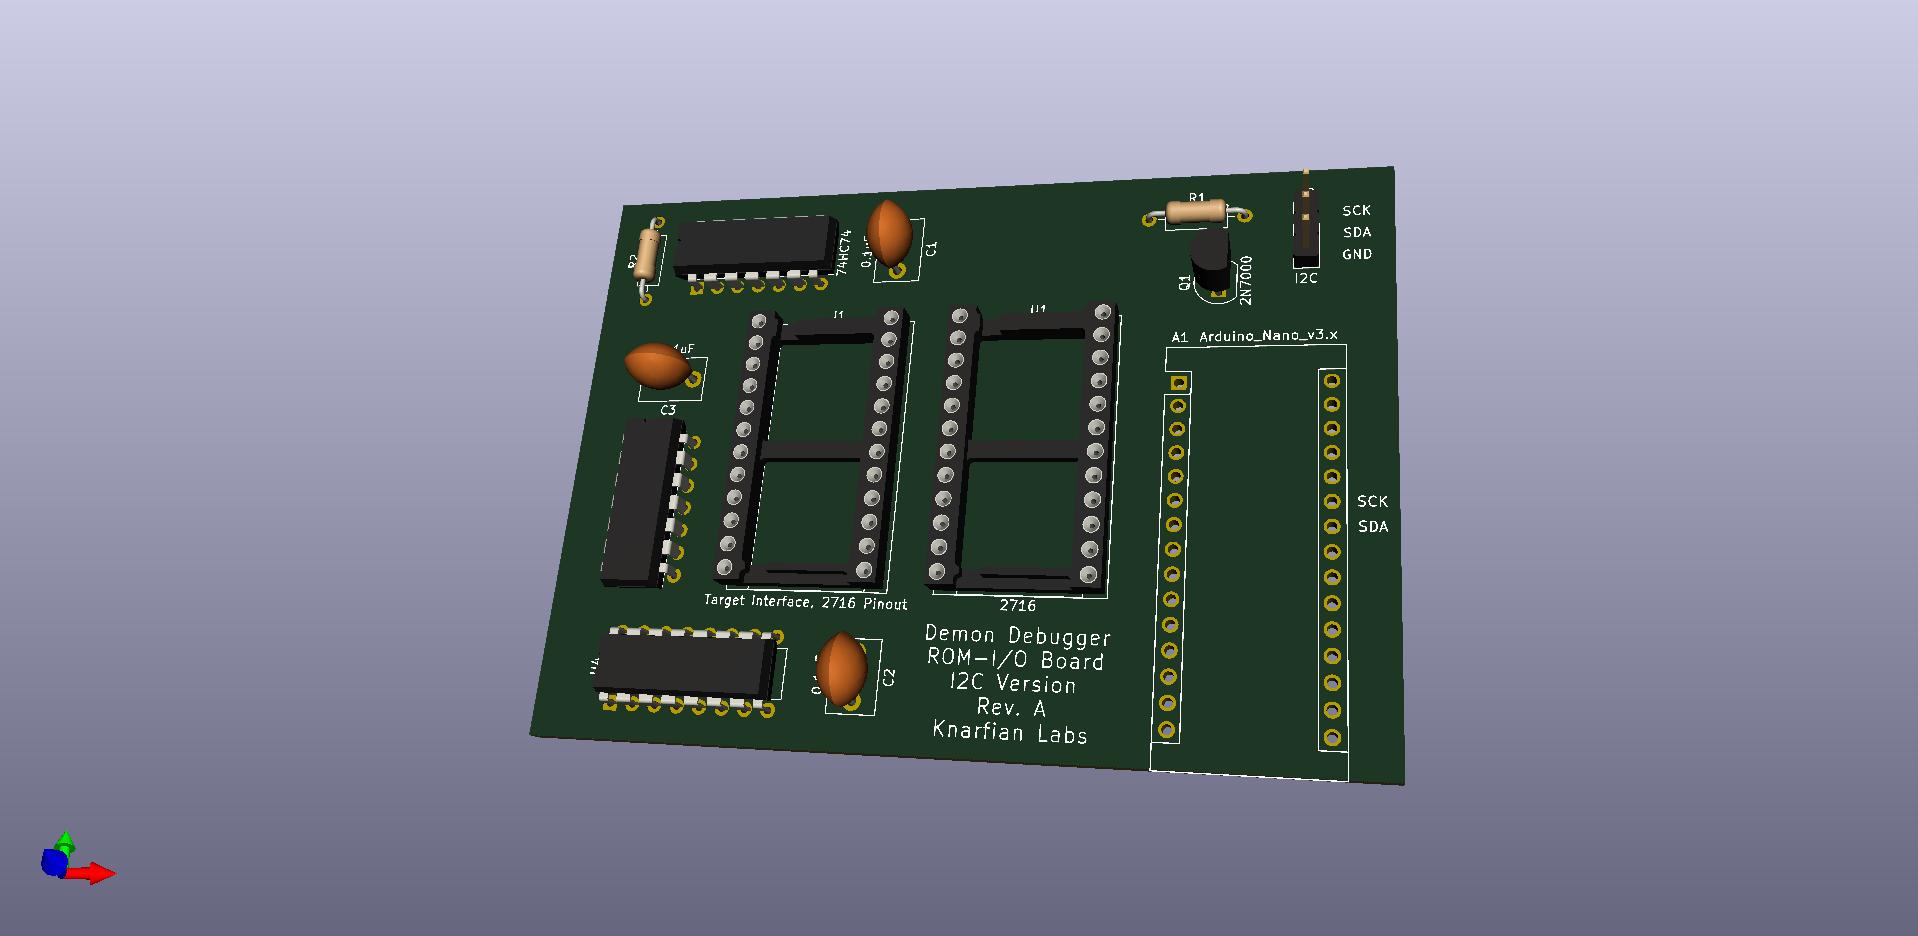 R1
SCK
SDA
GND
I2C
R2
74HC74
C1
Q1
2N7000
J1
U1
A1 Arduino_Nano_v3.x
C3
SCK
SDA
Target Interface, 2716 Pinout
2716
C2
Demon Debugger
ROM-I/O Board
I2C Version
Rev. A
Knarfian Labs